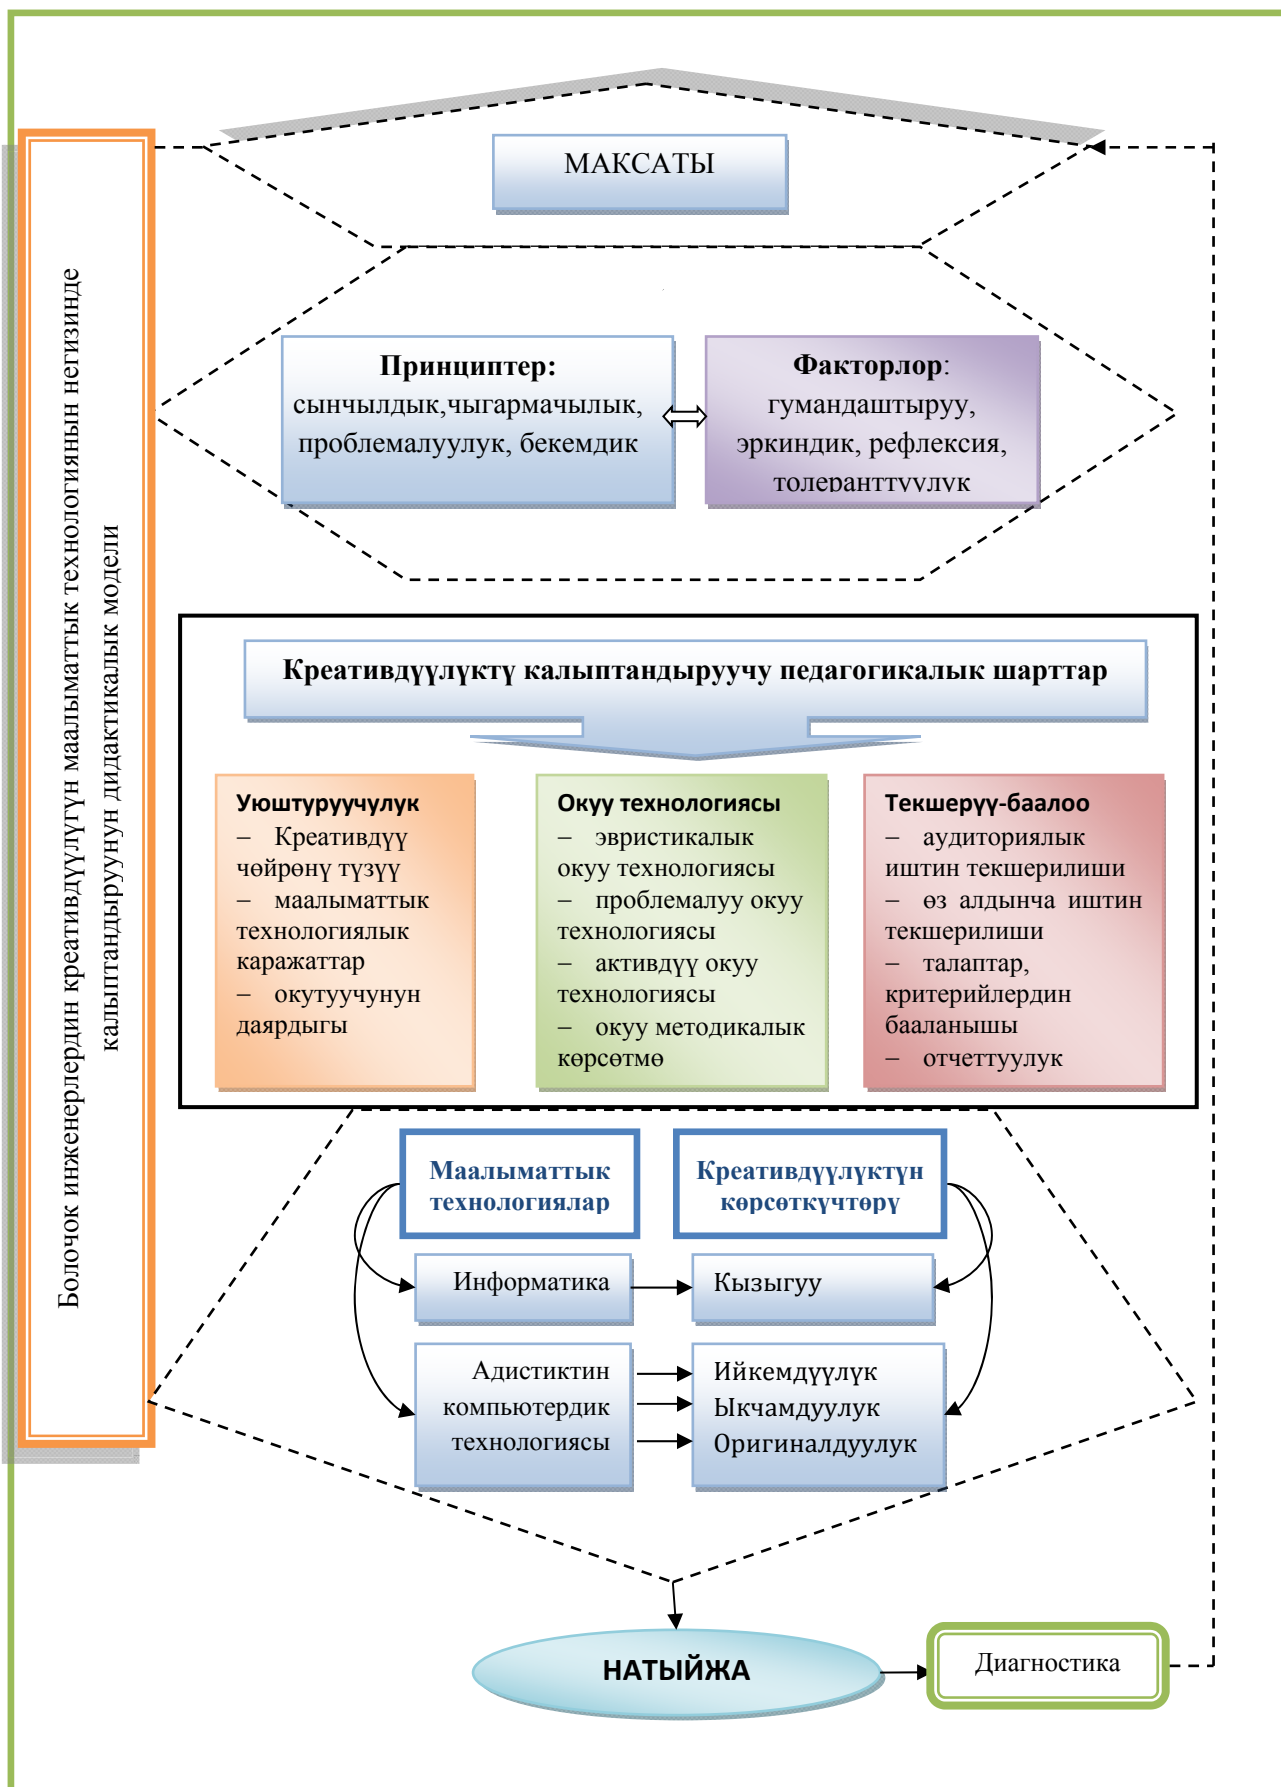 Болочок инженерлердин креативдүүлүгүн маалыматтык технологиянын негизинде
калыптандыруунун дидактикалык модели
МАКСАТЫ
Принциптер:
сынчылдык,чыгармачылык,
проблемалуулук, бекемдик
Факторлор:
гумандаштыруу,
эркиндик, рефлексия,
толеранттуулук
Креативдүүлүктү калыптандыруучу педагогикалык шарттар
Уюштуруучулук
– Креативдүү
чөйрөнү түзүү
– маалыматтык
технологиялык
каражаттар
– окутуучунун
даярдыгы
Окуу технологиясы
– эвристикалык
окуу технологиясы
– проблемалуу окуу
технологиясы
– активдүү окуу
технологиясы
– окуу методикалык
көрсөтмө
Текшерүү-баалоо
– аудиториялык
иштин текшерилиши
– өз алдынча иштин
текшерилиши
– талаптар,
критерийлердин
бааланышы
– отчеттуулук
Маалыматтык
технологиялар
Креативдүүлүктүн
көрсөткүчтөрү
Информатика
Кызыгуу
Адистиктин
компьютердик
технологиясы
Ийкемдүүлүк
Ыкчамдуулук
Оригиналдуулук
НАТЫЙЖА
Диагностика